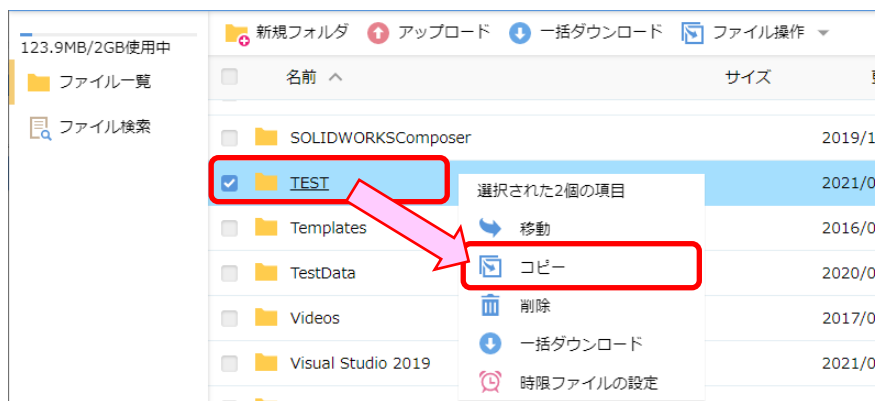 新規フォルダ アップロード 一括ダウンロード ファイル操作
123.9MB/2GB使用中
ファイル一覧
ファイル検索
名前 サイズ
SOLIDWORKSComposer 2019/1
TEST 2021/0
Templates 2016/0
TestData 2020/0
Videos 2017/0
Visual Studio 2019 2021/0
選択された2個の項目
移動
コピー
削除
一括ダウンロード
時限ファイルの設定